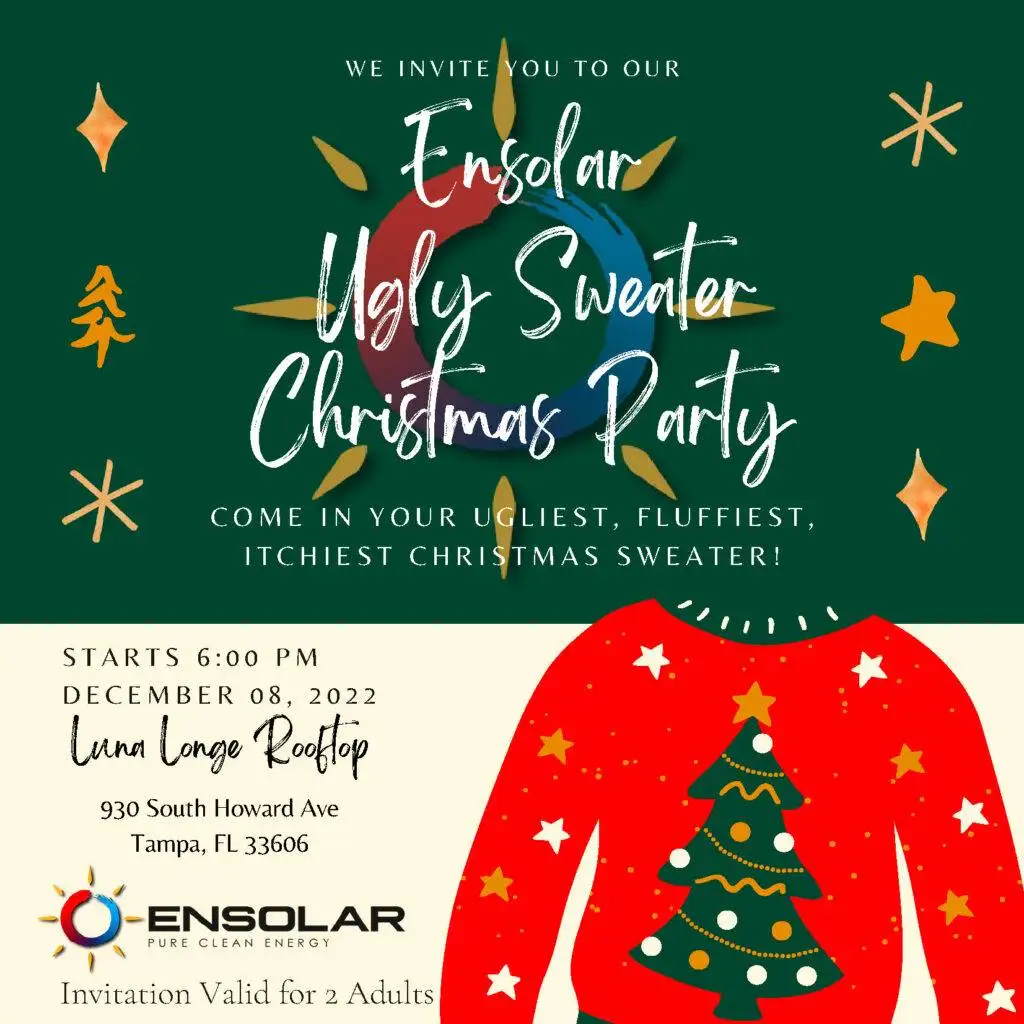 WE INVITE YOU TO OUR
Ensolar
Ugly Sweater
Christmas Party
COME IN YOUR UGLIEST, FLUFFIEST,
ITCHIEST CHRISTMAS SWEATER!
STARTS 6:00 PM
DECEMBER 08, 2022
Luna Longe Rooftop
930 South Howard Ave
Tampa, FL 33606
ENSOLAR
PURE CLEAN ENERGY
Invitation Valid for 2 Adults